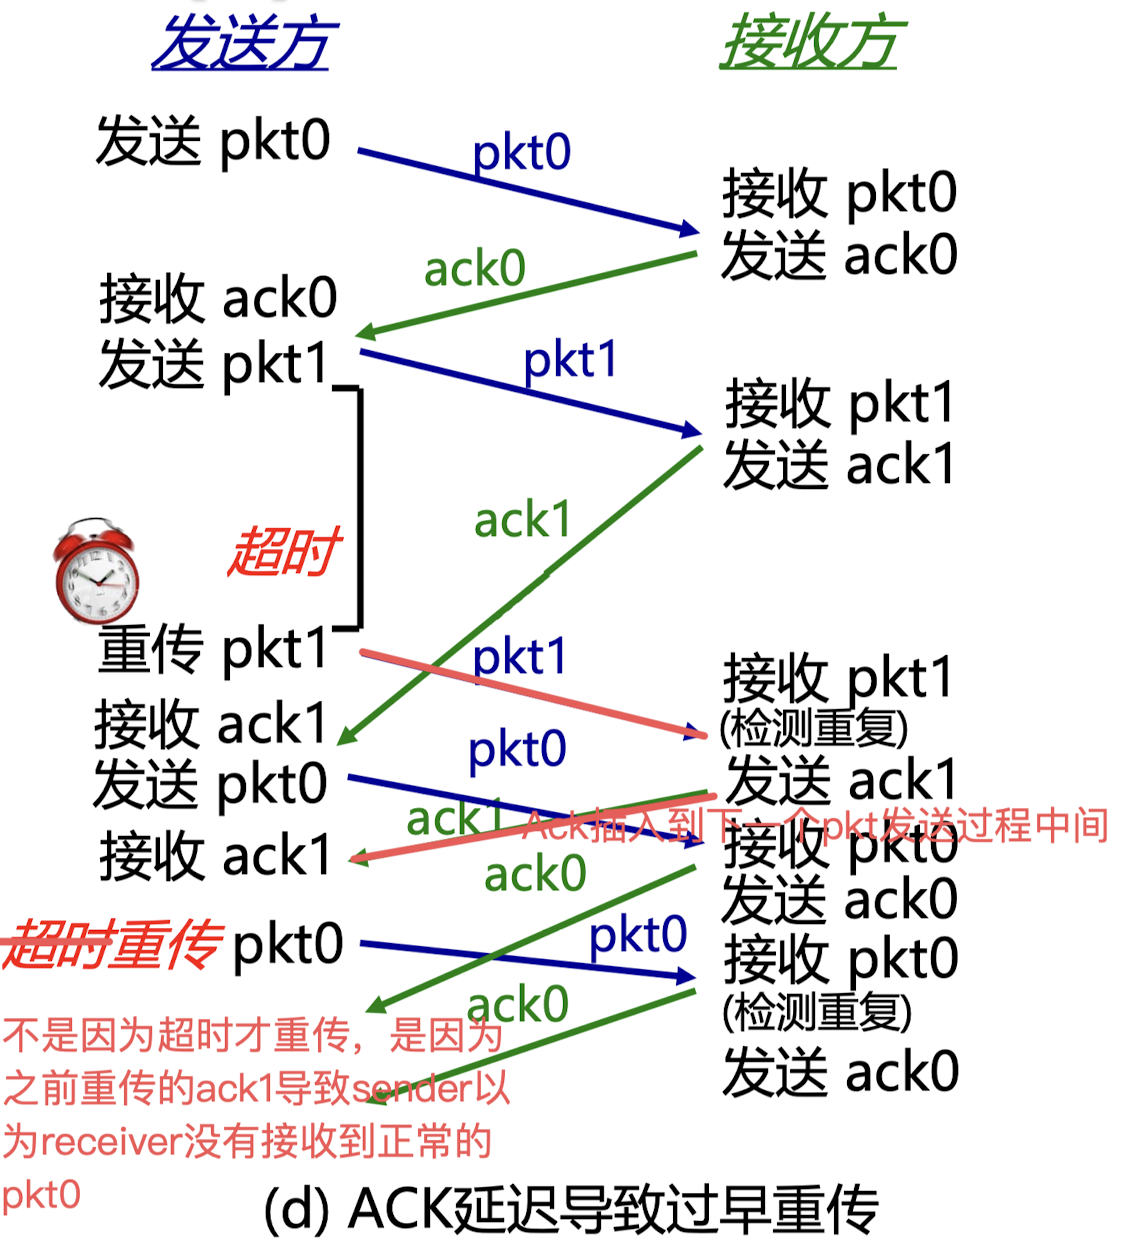 发送方
接收方
发送 pkt0
pkt0
接收 pkt0
发送 ack0
ack0
接收 ack0
发送 pkt1
pkt1
接收 pkt1
发送 ack1
ack1
超时
重传 pkt1
pkt1
接收 pkt1
(检测重复)
接收 ack1
发送 pkt0
pkt0
发送 ack1
ack1
Ack插入到下一个pkt发送过程中间
接收 pkt0
接收 ack1
ack0
发送 ack0
超时重传 pkt0
pkt0
接收 pkt0
(检测重复)
ack0
发送 ack0
不是因为超时才重传，是因为
之前重传的ack1导致sender以
为receiver没有接收到正常的
pkt0
(d) ACK延迟导致过早重传